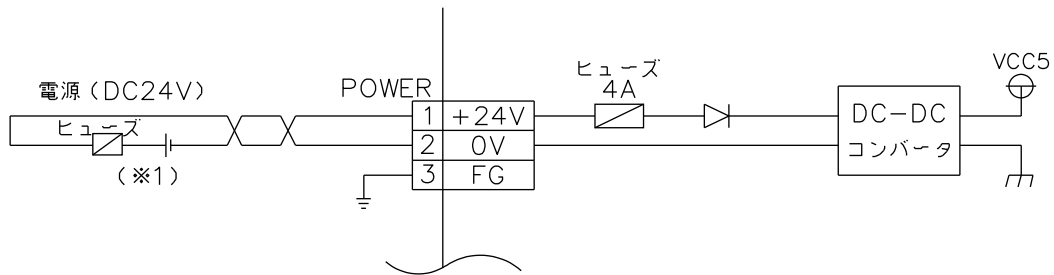 電源(DC24V)
ヒューズ
(※1)
POWER
1 +24V
2 0V
3 FG
ヒューズ
4A
DC-DC
コンバータ
VCC5